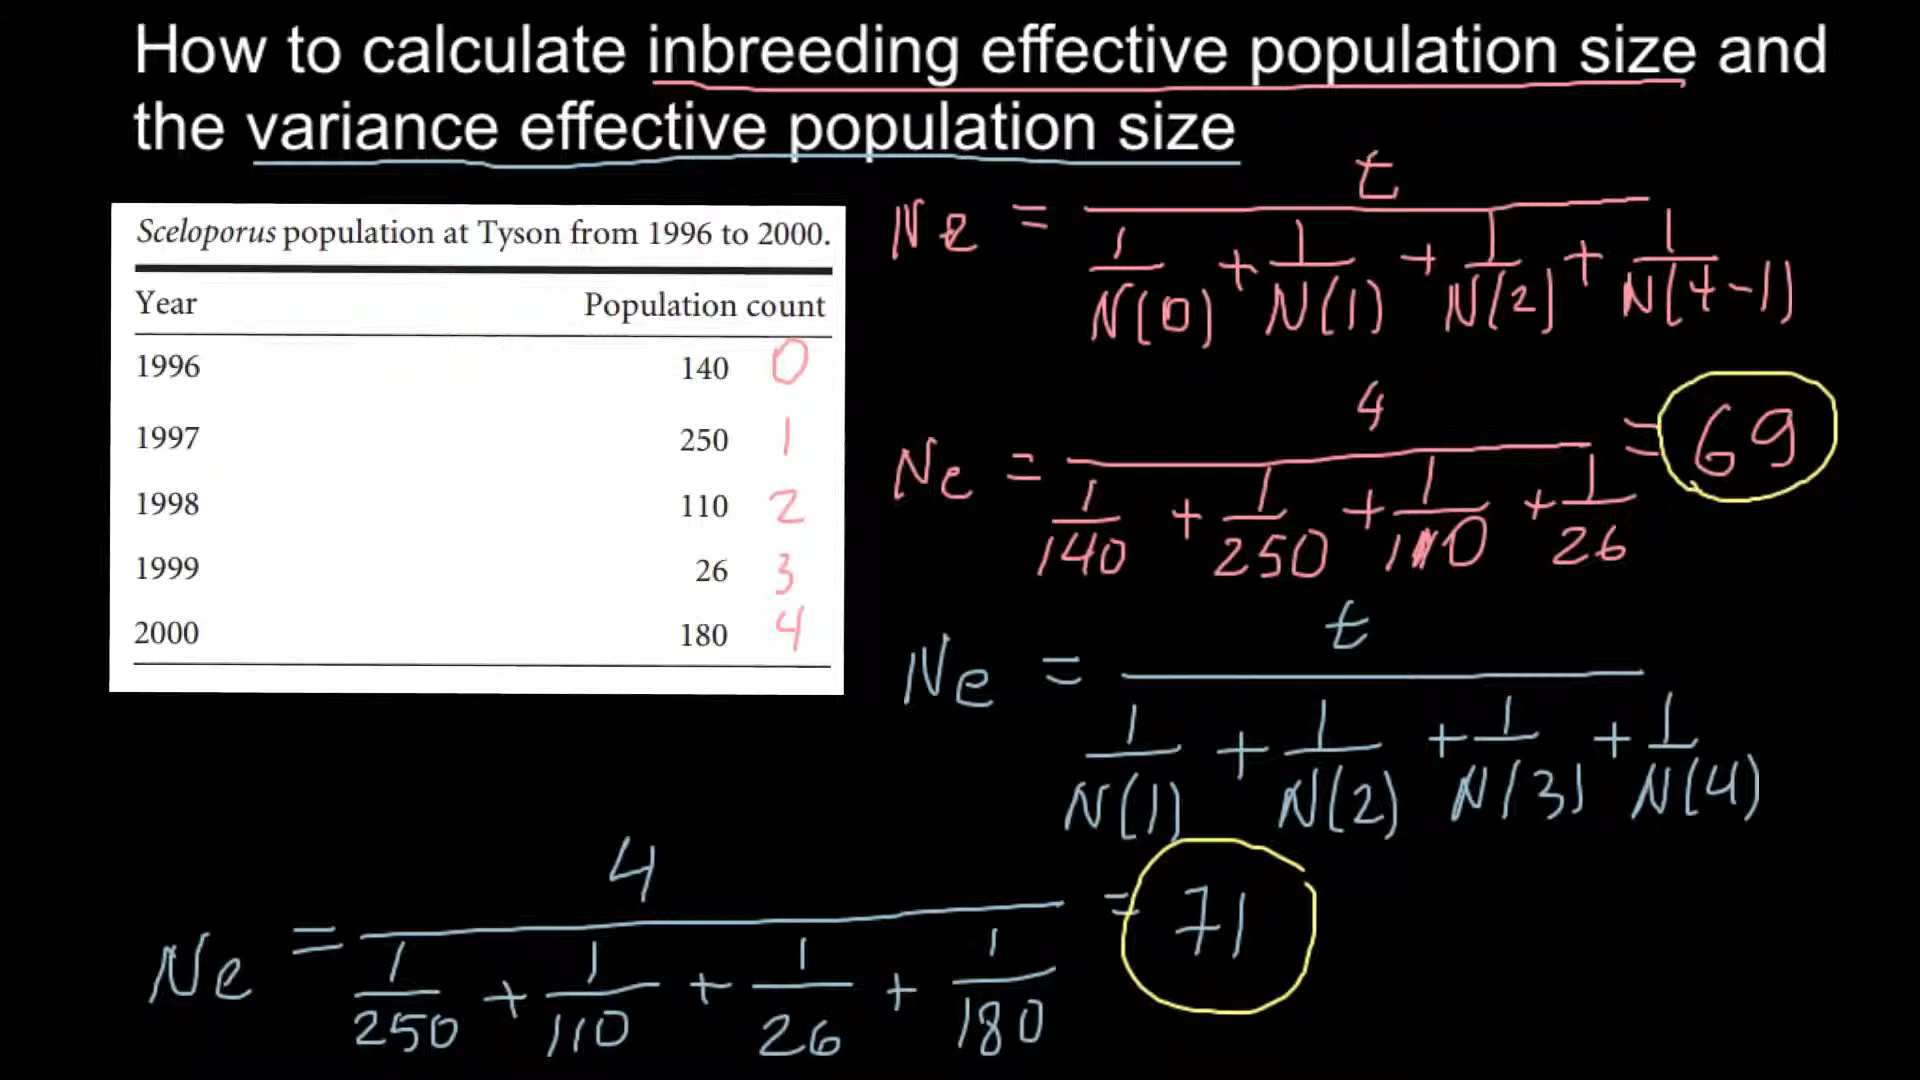 How to calculate inbreeding effective population size and
the variance effective population size
Sceloporus population at Tyson from 1996 to 2000.
Year Population count
1996 140 0
1997 250 1
1998 110 2
1999 26 3
2000 180 4
Ne = t
1/N(0) + 1/N(1) + 1/N(2) + 1/N(4-1)
Ne = 4 = 69
1/140 + 1/250 + 1/110 + 1/26
Ne = t
1/N(1) + 1/N(2) + 1/N(3) + 1/N(4)
Ne = 4 = 71
1/250 + 1/110 + 1/26 + 1/180